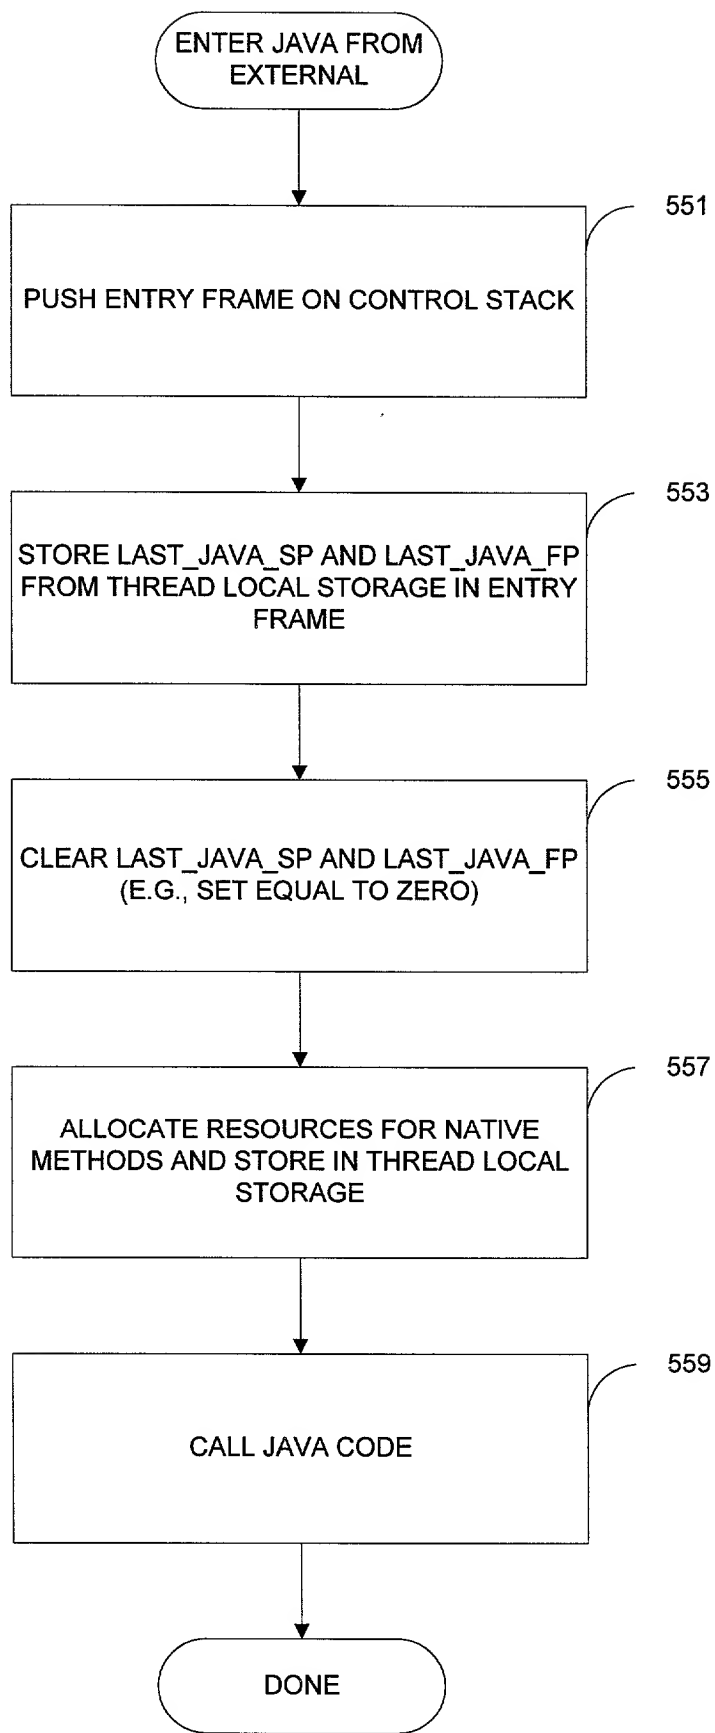 ENTER JAVA FROM
EXTERNAL
551
PUSH ENTRY FRAME ON CONTROL STACK
553
STORE LAST_JAVA_SP AND LAST_JAVA_FP
FROM THREAD LOCAL STORAGE IN ENTRY
FRAME
555
CLEAR LAST_JAVA_SP AND LAST_JAVA_FP
(E.G., SET EQUAL TO ZERO)
557
ALLOCATE RESOURCES FOR NATIVE
METHODS AND STORE IN THREAD LOCAL
STORAGE
559
CALL JAVA CODE
DONE